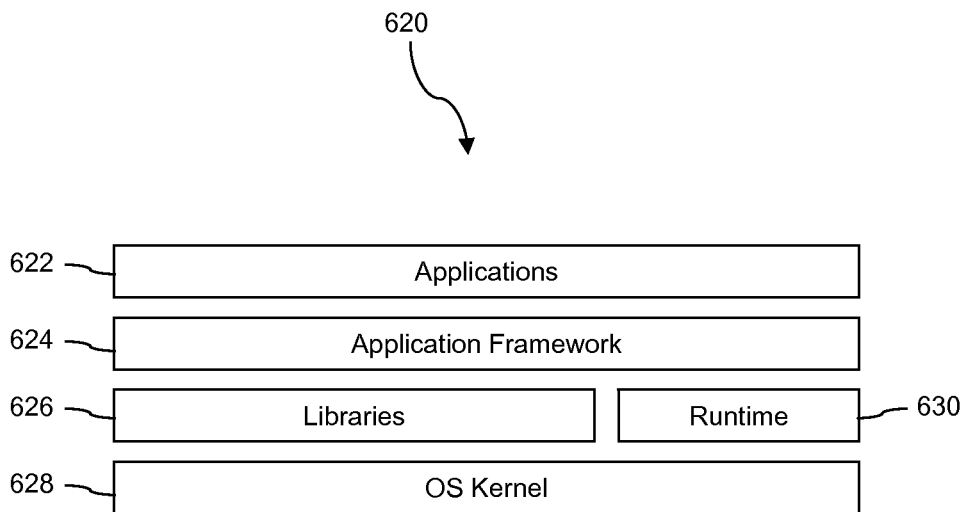 620
622
Applications
624
Application Framework
626
Libraries
Runtime
630
628
OS Kernel